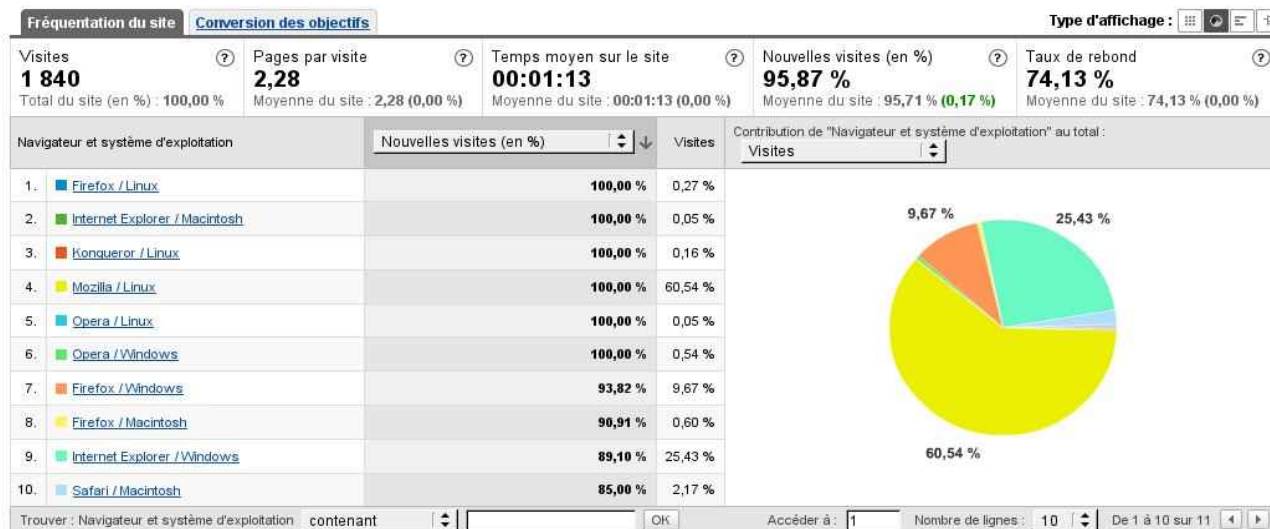 Fréquentation du site Conversion des objectifs Type d'affichage :
Visites ? Pages par visite ? Temps moyen sur le site ? Nouvelles visites (en %) ? Taux de rebond ?
1 840 2,28 00:01:13 95,87 % 74,13 %
Total du site (en %) : 100,00 % Moyenne du site : 2,28 (0,00 %) Moyenne du site : 00:01:13 (0,00 %) Moyenne du site : 95,71 % (0,17 %) Moyenne du site : 74,13 % (0,00 %)
Navigateur et système d'exploitation Nouvelles visites (en %) Visites Contribution de "Navigateur et système d'exploitation" au total :
Visites
1. Firefox / Linux 100,00 % 0,27 %
2. Internet Explorer / Macintosh 100,00 % 0,05 %
3. Konqueror / Linux 100,00 % 0,16 %
4. Mozilla / Linux 100,00 % 60,54 %
5. Opera / Linux 100,00 % 0,05 %
6. Opera / Windows 100,00 % 0,54 %
7. Firefox / Windows 93,82 % 9,67 %
8. Firefox / Macintosh 90,91 % 0,60 %
9. Internet Explorer / Windows 89,10 % 25,43 %
10. Safari / Macintosh 85,00 % 2,17 %
9,67 % 25,43 %
60,54 %
Trouver : Navigateur et système d'exploitation contenant OK Accéder à : 1 Nombre de lignes : 10 De 1 à 10 sur 11